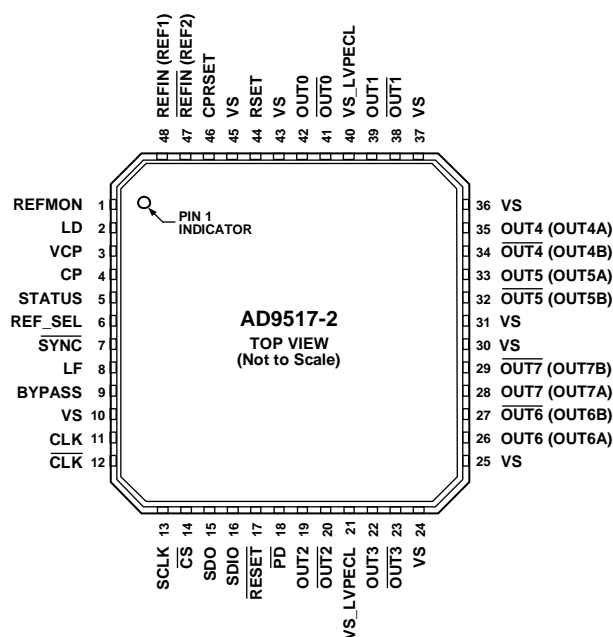 48 REFIN (REF1)
47 REFIN (REF2)
46 CPRSET
45 VS
44 RSET
43 VS
42 OUT0
41 OUT0
40 VS_LVPECL
39 OUT1
38 OUT1
37 VS
REFMON 1
LD 2
VCP 3
CP 4
STATUS 5
REF_SEL 6
SYNC 7
LF 8
BYPASS 9
VS 10
CLK 11
CLK 12
PIN 1
INDICATOR
AD9517-2
TOP VIEW
(Not to Scale)
36 VS
35 OUT4 (OUT4A)
34 OUT4 (OUT4B)
33 OUT5 (OUT5A)
32 OUT5 (OUT5B)
31 VS
30 VS
29 OUT7 (OUT7B)
28 OUT7 (OUT7A)
27 OUT6 (OUT6B)
26 OUT6 (OUT6A)
25 VS
SCLK 13
CS 14
SDO 15
SDIO 16
RESET 17
PD 18
OUT2 19
OUT2 20
VS_LVPECL 21
OUT3 22
OUT3 23
VS 24